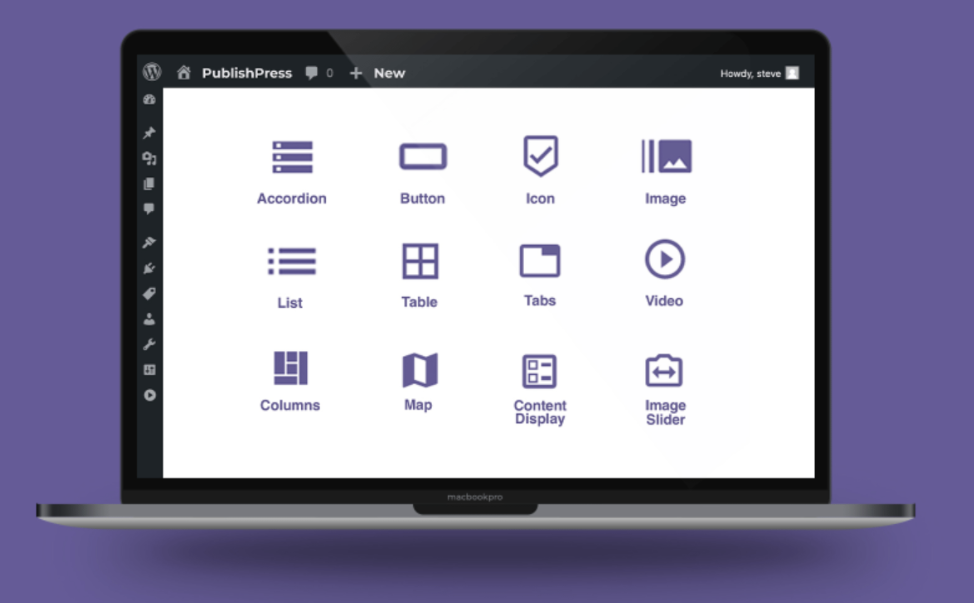 PublishPress 0 New Howdy, steve
Accordion Button Icon Image
List Table Tabs Video
Columns Map Content Display Image Slider
macbookpro